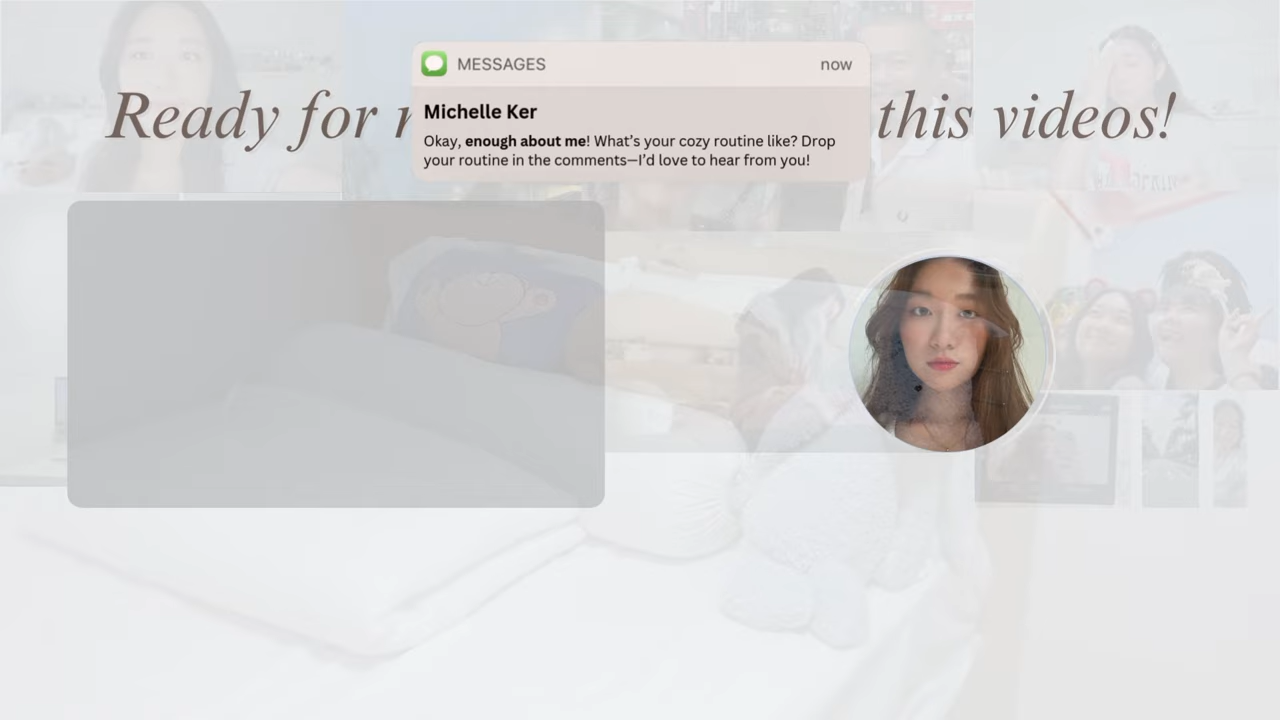 MESSAGES now
Ready for this videos!
Michelle Ker
Okay, enough about me! What's your cozy routine like? Drop
your routine in the comments—I'd love to hear from you!